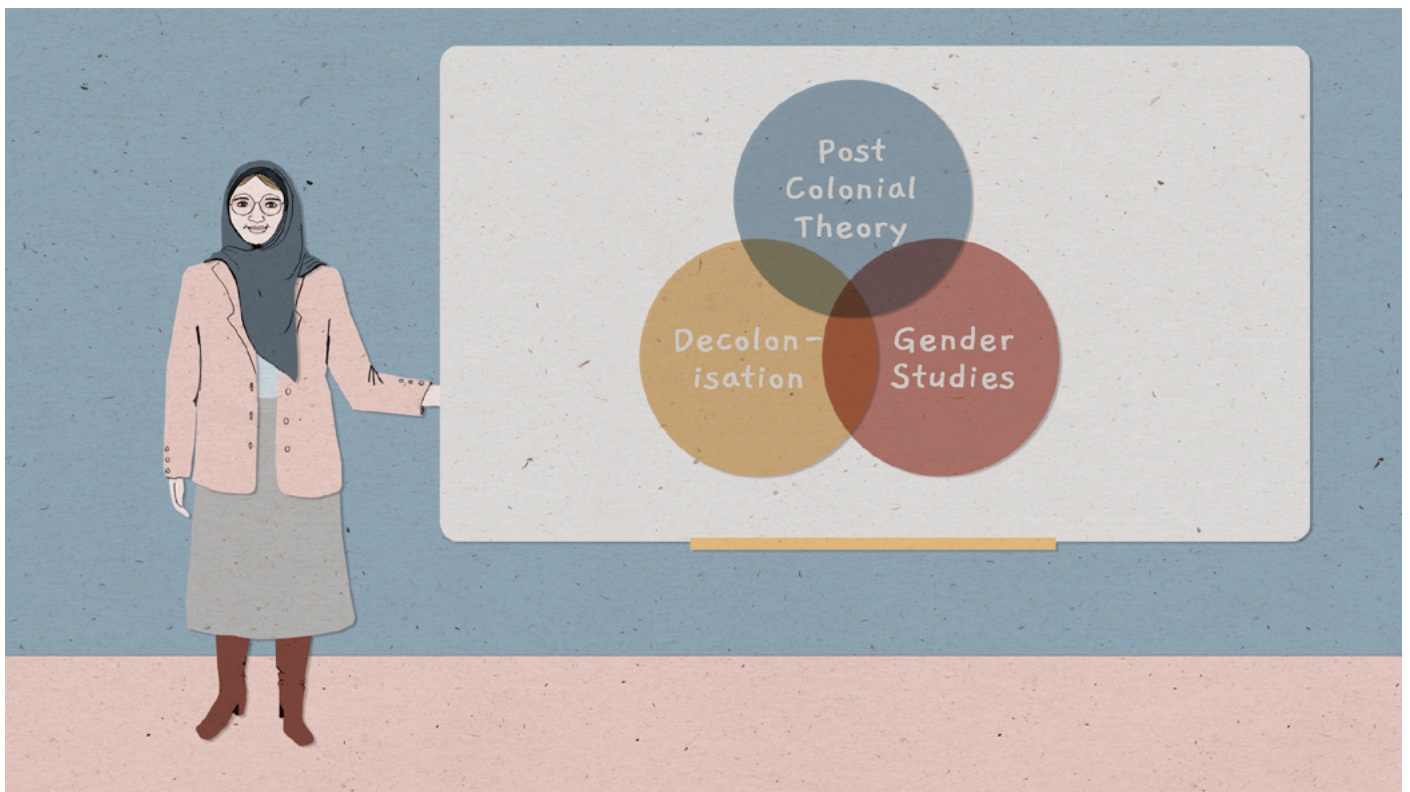 Post
Colonial
Theory
Decolon-
isation
Gender
Studies